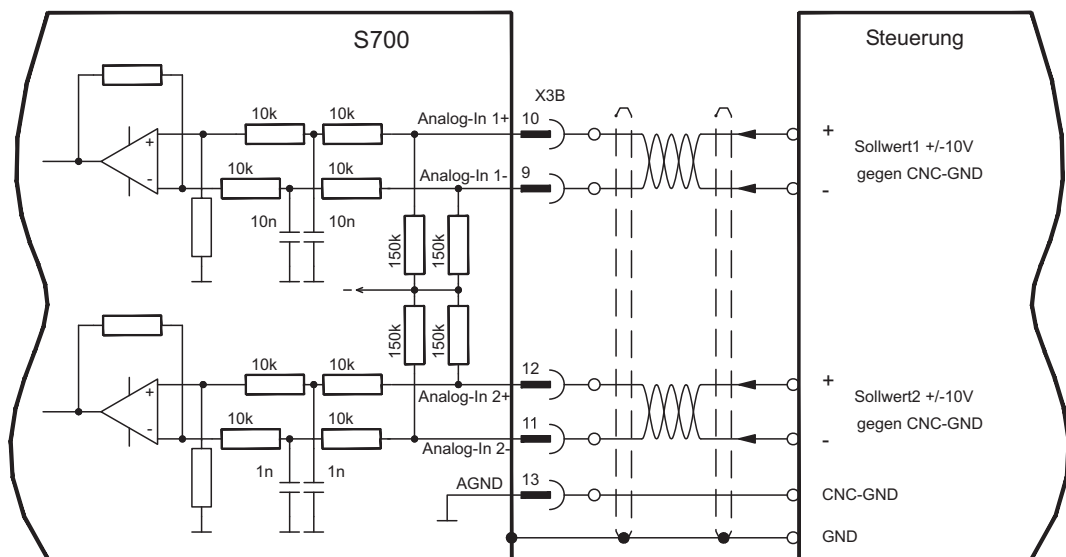 S700
Steuerung
X3B
10k
10k
Analog-In 1+
10
+
+
Sollwert1 +/-10V
gegen CNC-GND
-
10k
10k
Analog-In 1-
9
-
10n
10n
150k
150k
-
150k
150k
10k
10k
12
+
+
Analog-In 2+
Sollwert2 +/-10V
gegen CNC-GND
10k
10k
11
-
-
Analog-In 2-
1n
1n
AGND
13
CNC-GND
GND